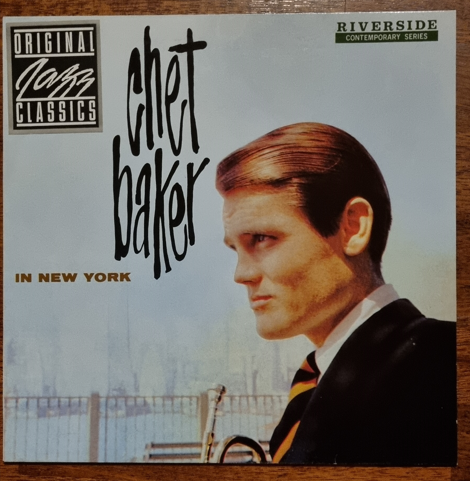 ORIGINAL
Jazz
CLASSICS
RIVERSIDE
CONTEMPORARY SERIES
chet
baker
IN NEW YORK